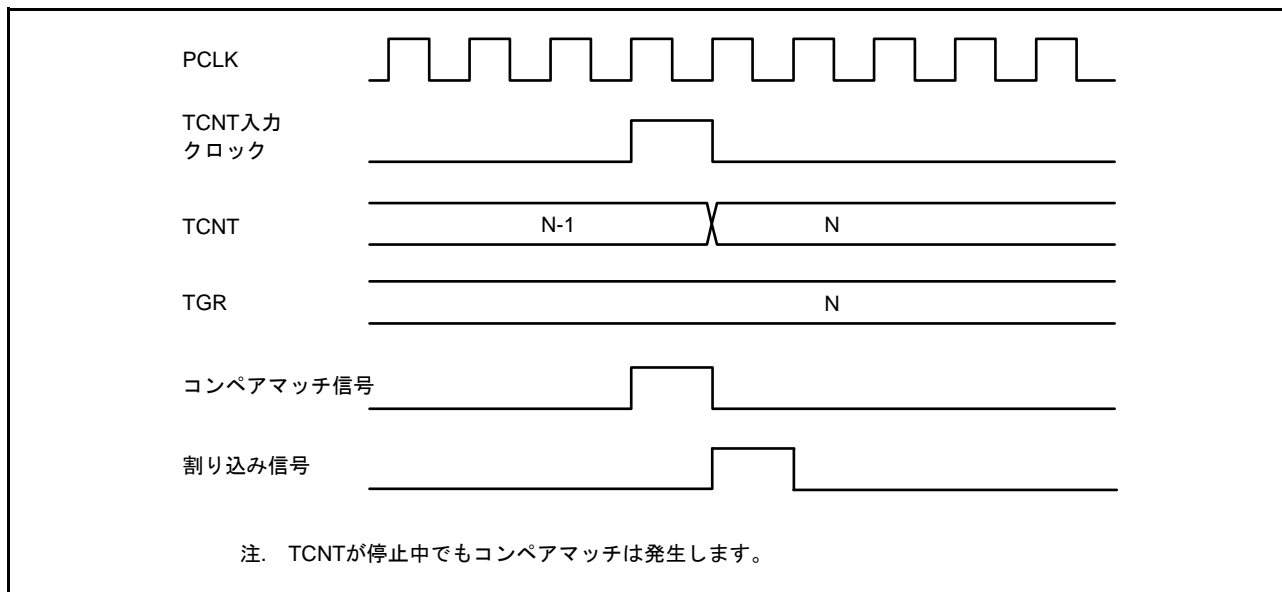 PCLK
TCNT入力
クロック
TCNT
N-1
N
TGR
N
コンペアマッチ信号
割り込み信号
注. TCNTが停止中でもコンペアマッチは発生します。